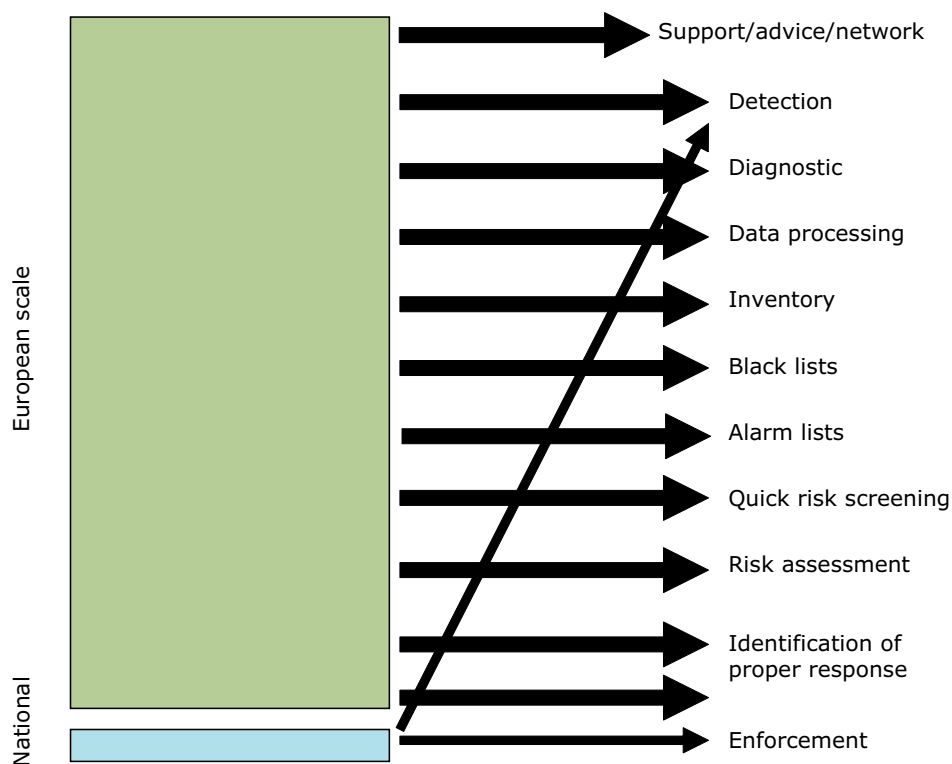 European scale
National
Support/advice/network
Detection
Diagnostic
Data processing
Inventory
Black lists
Alarm lists
Quick risk screening
Risk assessment
Identification of
proper response
Enforcement